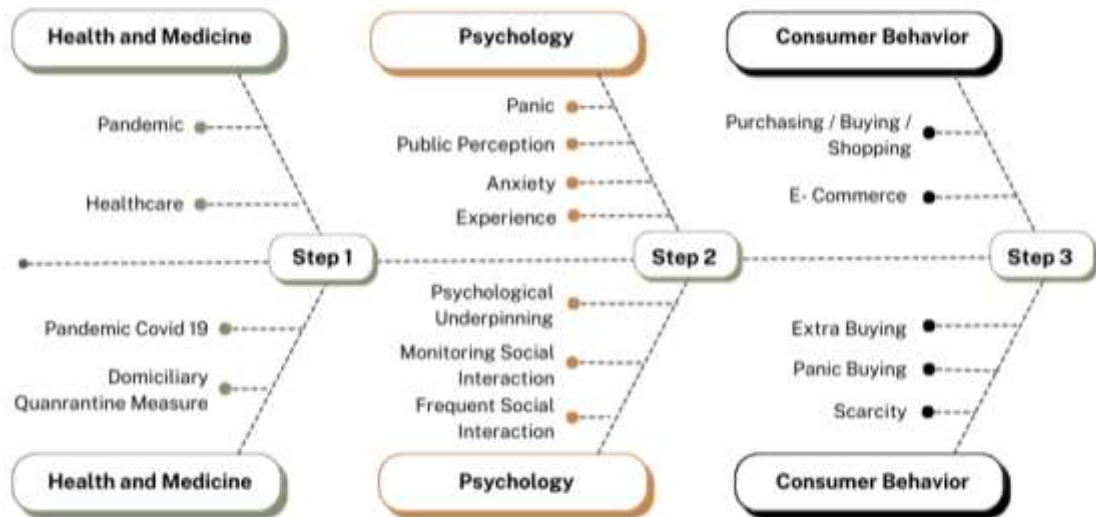 Health and Medicine
Psychology
Consumer Behavior
Pandemic
Healthcare
Panic
Public Perception
Anxiety
Experience
Purchasing / Buying /
Shopping
E- Commerce
Step 1
Step 2
Step 3
Pandemic Covid 19
Domiciliary
Quanrantine Measure
Psychological
Underpinning
Monitoring Social
Interaction
Frequent Social
Interaction
Extra Buying
Panic Buying
Scarcity
Health and Medicine
Psychology
Consumer Behavior